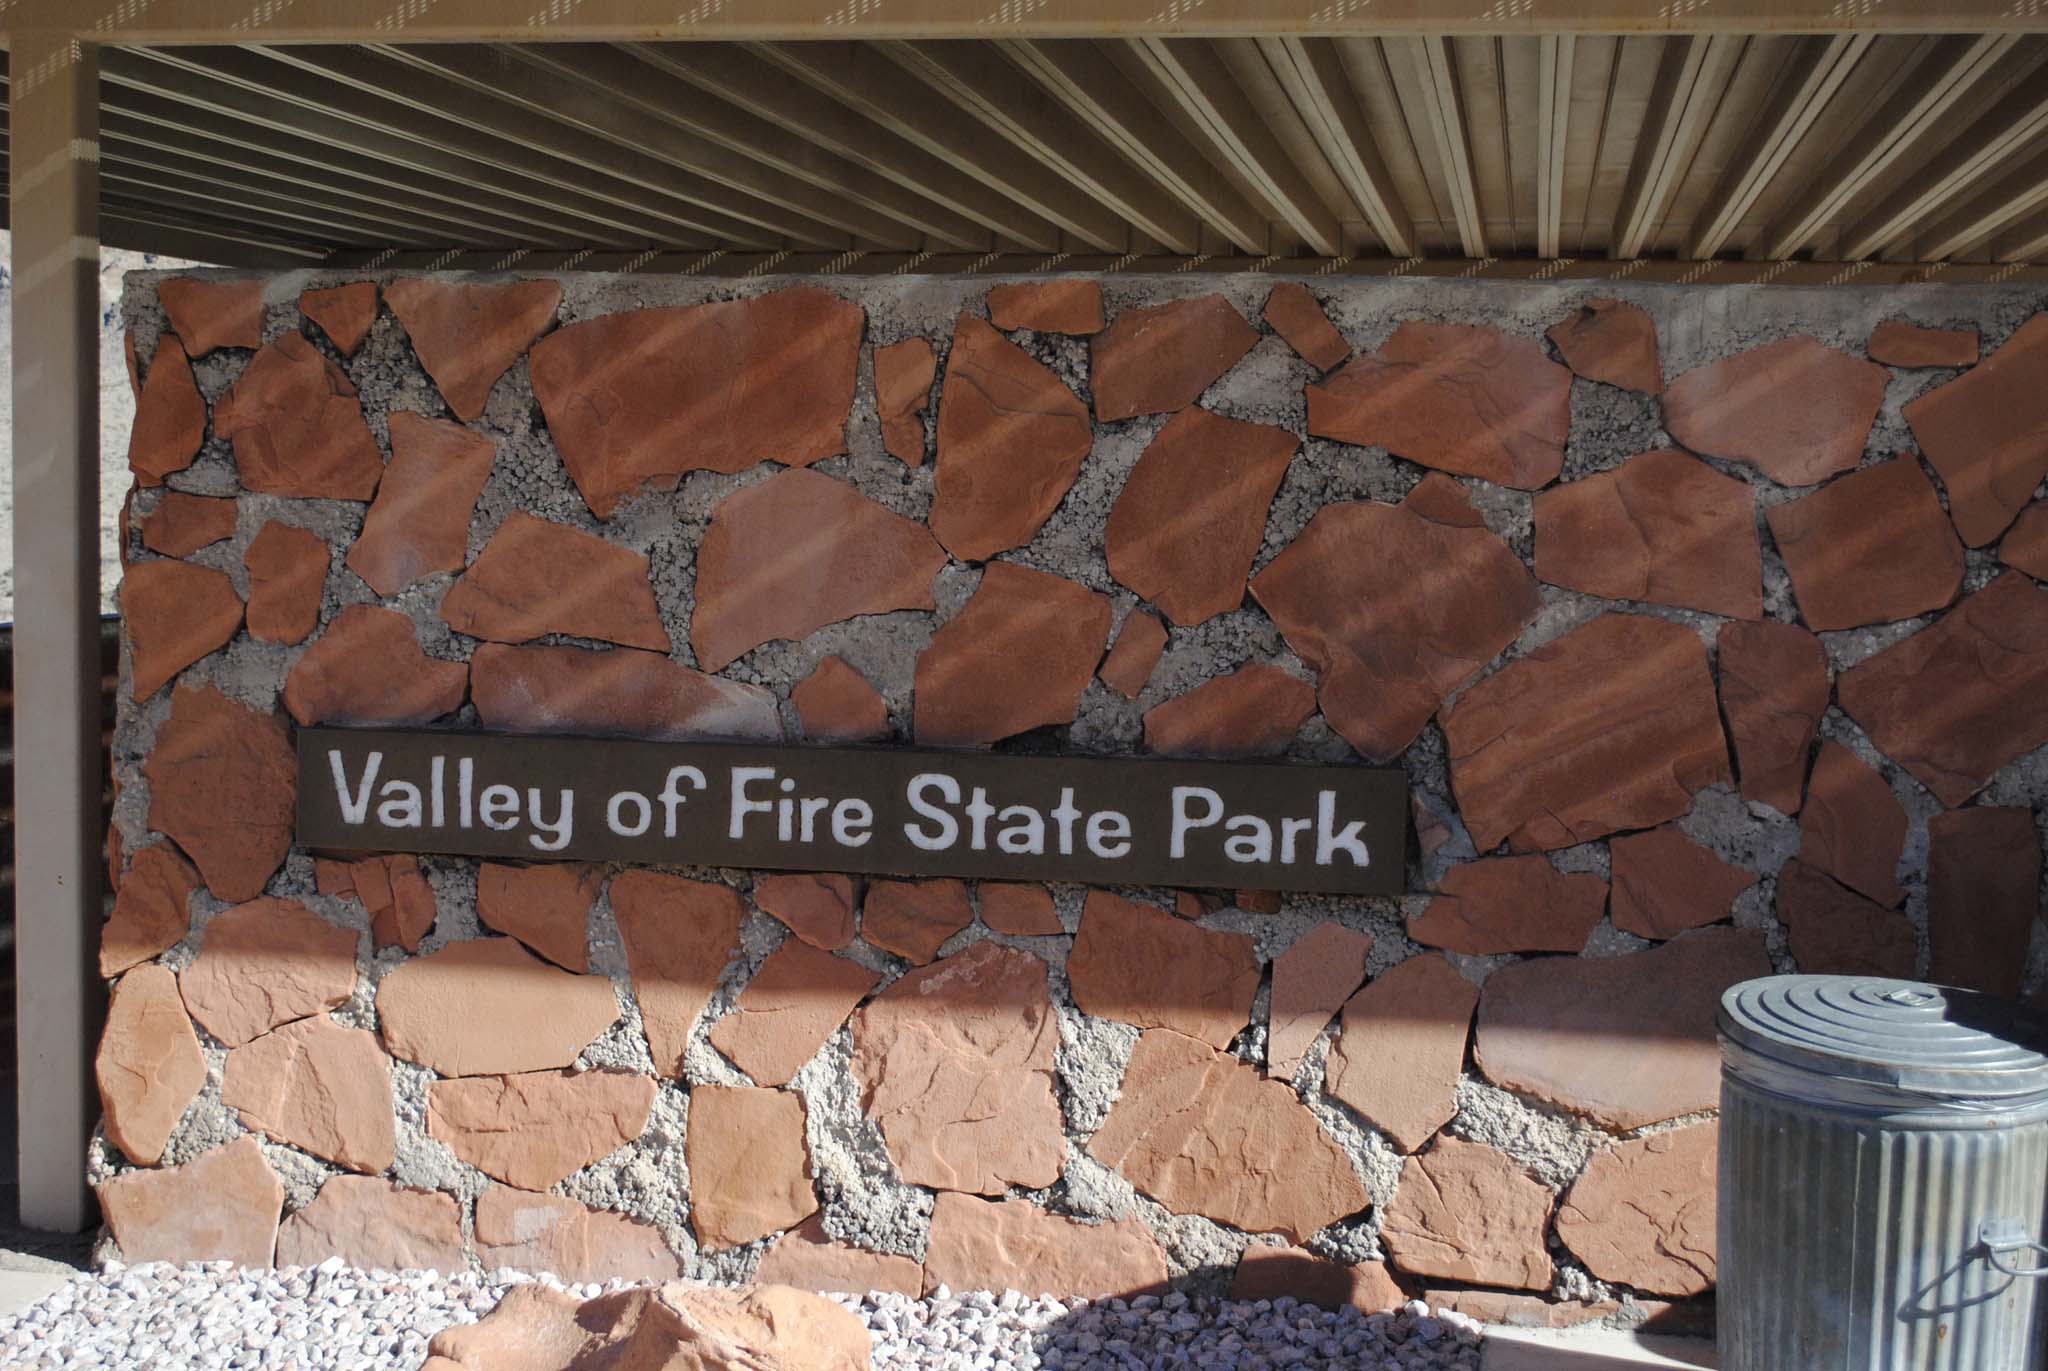 Valley of Fire State Park